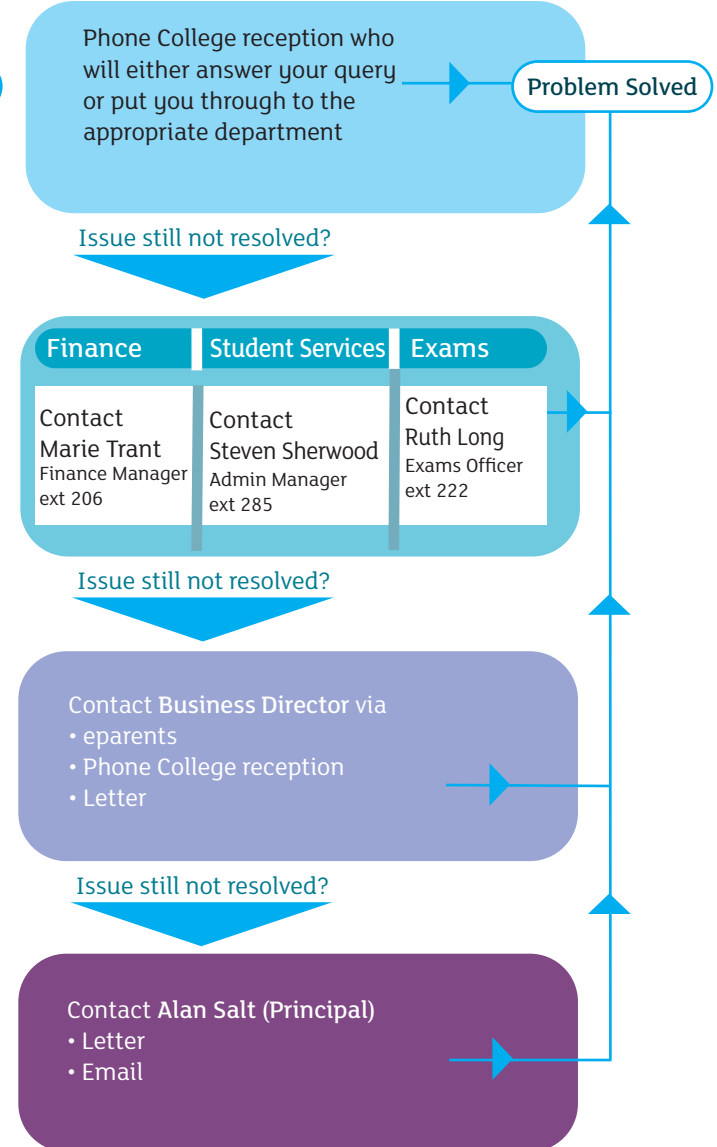 Phone College reception who
will either answer your query
or put you through to the
appropriate department
Problem Solved
Issue still not resolved?
Finance
Contact
Marie Trant
Finance Manager
ext 206
Student Services
Contact
Steven Sherwood
Admin Manager
ext 285
Exams
Contact
Ruth Long
Exams Officer
ext 222
Issue still not resolved?
Contact Business Director via
• eparents
• Phone College reception
• Letter
Issue still not resolved?
Contact Alan Salt (Principal)
• Letter
• Email